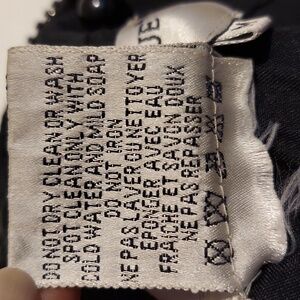 DO NOT DRY CLEAN OR WASH
SPOT CLEAN ONLY WITH
COLD WATER AND MILD SOAP
DO NOT IRON
NE PAS LAVER OU NETTOYER
EPONGER AVEC EAU
FRAICHE ET SAVON DOUX
NE PAS REPASSER